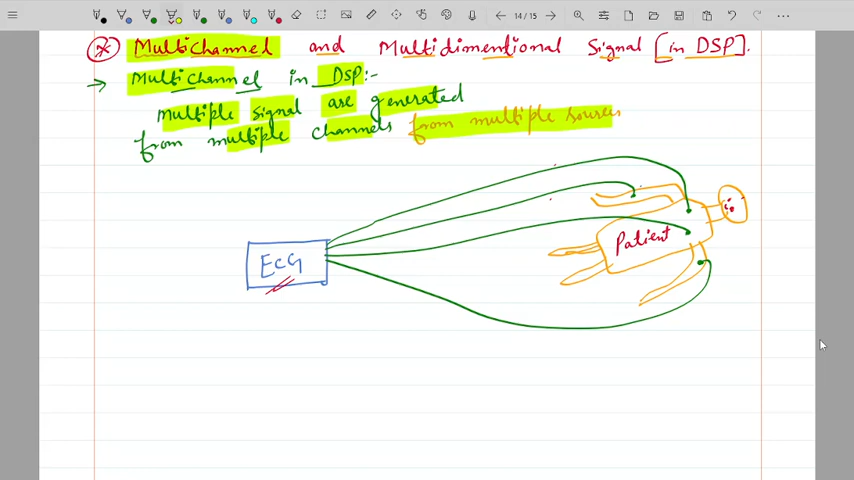 14/15
* Multichannel and Multidimentional Signal [in DSP].
→ Multichannel in DSP:-
Multiple Signal are generated
from multiple channels from multiple sources
ECG
Patient